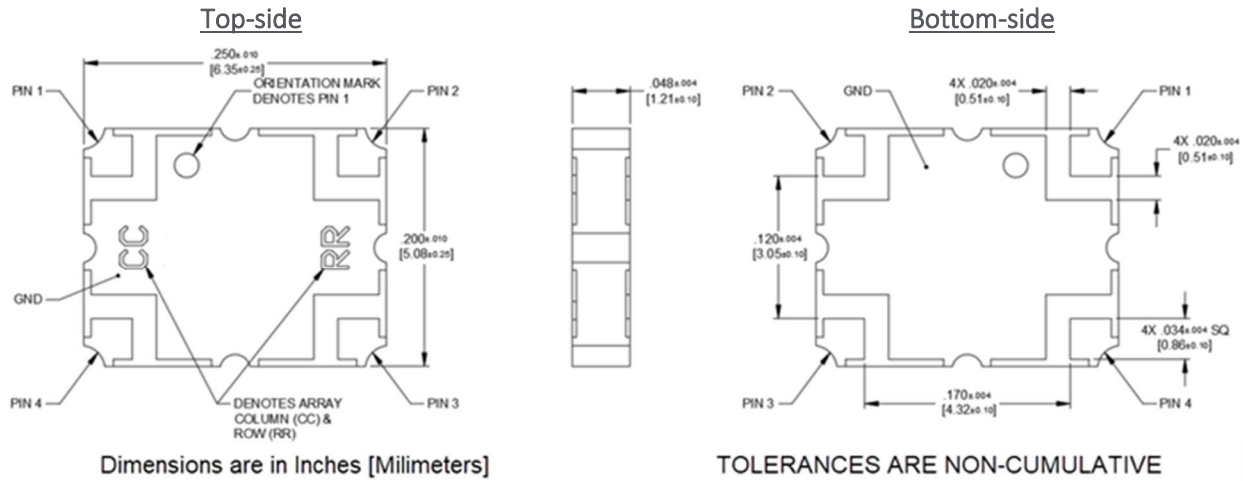 Top-side
Bottom-side
.250±.010
[6.35±0.25]
PIN 1
ORIENTATION MARK
DENOTES PIN 1
PIN 2
.200±.010
[5.08±0.25]
CC
RR
GND
PIN 4
DENOTES ARRAY
COLUMN (CC) &
ROW (RR)
PIN 3
.048±.004
[1.21±0.10]
PIN 2
GND
4X .020±.004
[0.51±0.10]
PIN 1
4X .020±.004
[0.51±0.10]
.120±.004
[3.05±0.10]
4X .034±.004 SQ
[0.86±0.10]
PIN 3
.170±.004
[4.32±0.10]
PIN 4
Dimensions are in Inches [Milimeters]
TOLERANCES ARE NON-CUMULATIVE